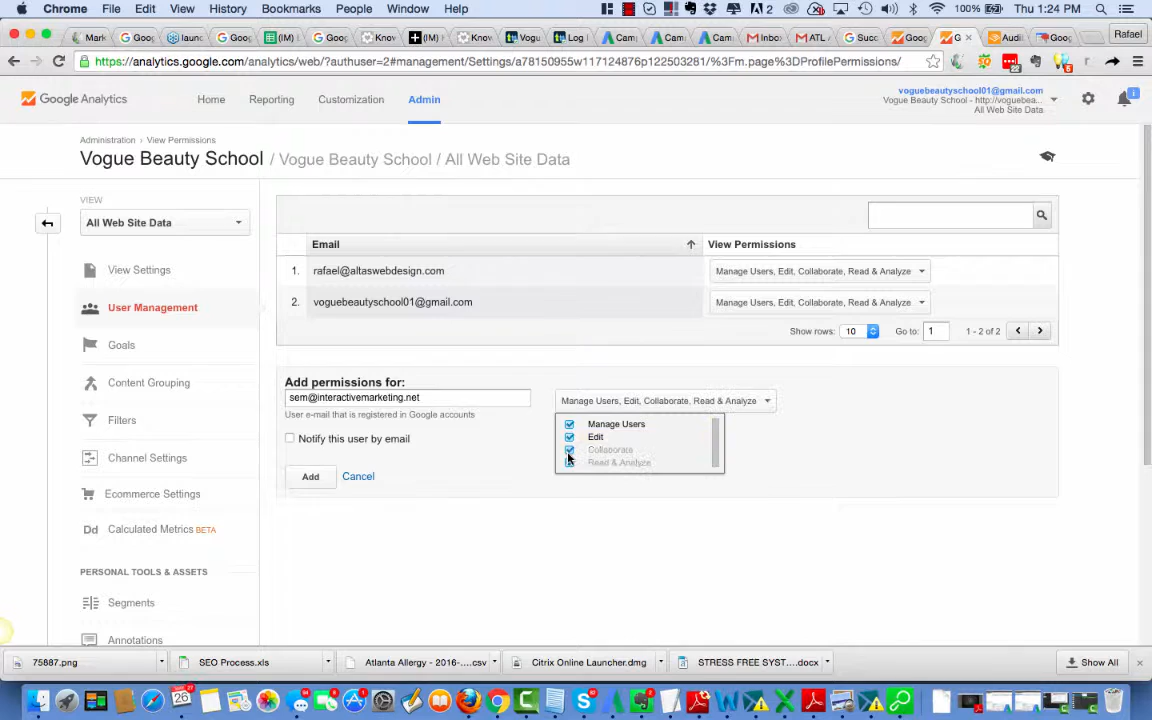 Chrome File Edit View History Bookmarks People Window Help 100% Thu 1:24 PM
Mark Goo launc Goo (IM) Goo Knov (IM) Knov Vogu Log I Cam Cam Cam Inbo ATL Succ Goo G Audi Goo Rafael
https://analytics.google.com/analytics/web/?authuser=2#management/Settings/a78150955w117124876p122503281/%3Fm.page%3DProfilePermissions/
Google Analytics Home Reporting Customization Admin
voguebeautyschool01@gmail.com
Vogue Beauty School - http://voguebea...
All Web Site Data
Administration › View Permissions
Vogue Beauty School / Vogue Beauty School / All Web Site Data
VIEW
All Web Site Data
View Settings
User Management
Goals
Content Grouping
Filters
Channel Settings
Ecommerce Settings
Dd Calculated Metrics BETA
PERSONAL TOOLS & ASSETS
Segments
Annotations
Email View Permissions
1. rafael@altaswebdesign.com Manage Users, Edit, Collaborate, Read & Analyze
2. voguebeautyschool01@gmail.com Manage Users, Edit, Collaborate, Read & Analyze
Show rows: 10 Go to: 1 1 - 2 of 2
Add permissions for:
sem@interactivemarketing.net Manage Users, Edit, Collaborate, Read & Analyze
User e-mail that is registered in Google accounts
Manage Users
Edit
Collaborate
Read & Analyze
Notify this user by email
Add Cancel
75887.png SEO Process.xls Atlanta Allergy - 2016-....csv Citrix Online Launcher.dmg STRESS FREE SYST....docx Show All